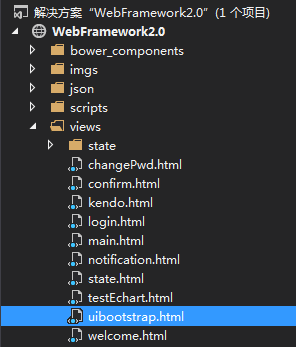 解决方案“WebFramework2.0”(1 个项目)
WebFramework2.0
bower_components
imgs
json
scripts
views
state
changePwd.html
confirm.html
kendo.html
login.html
main.html
notification.html
state.html
testEchart.html
uibootstrap.html
welcome.html